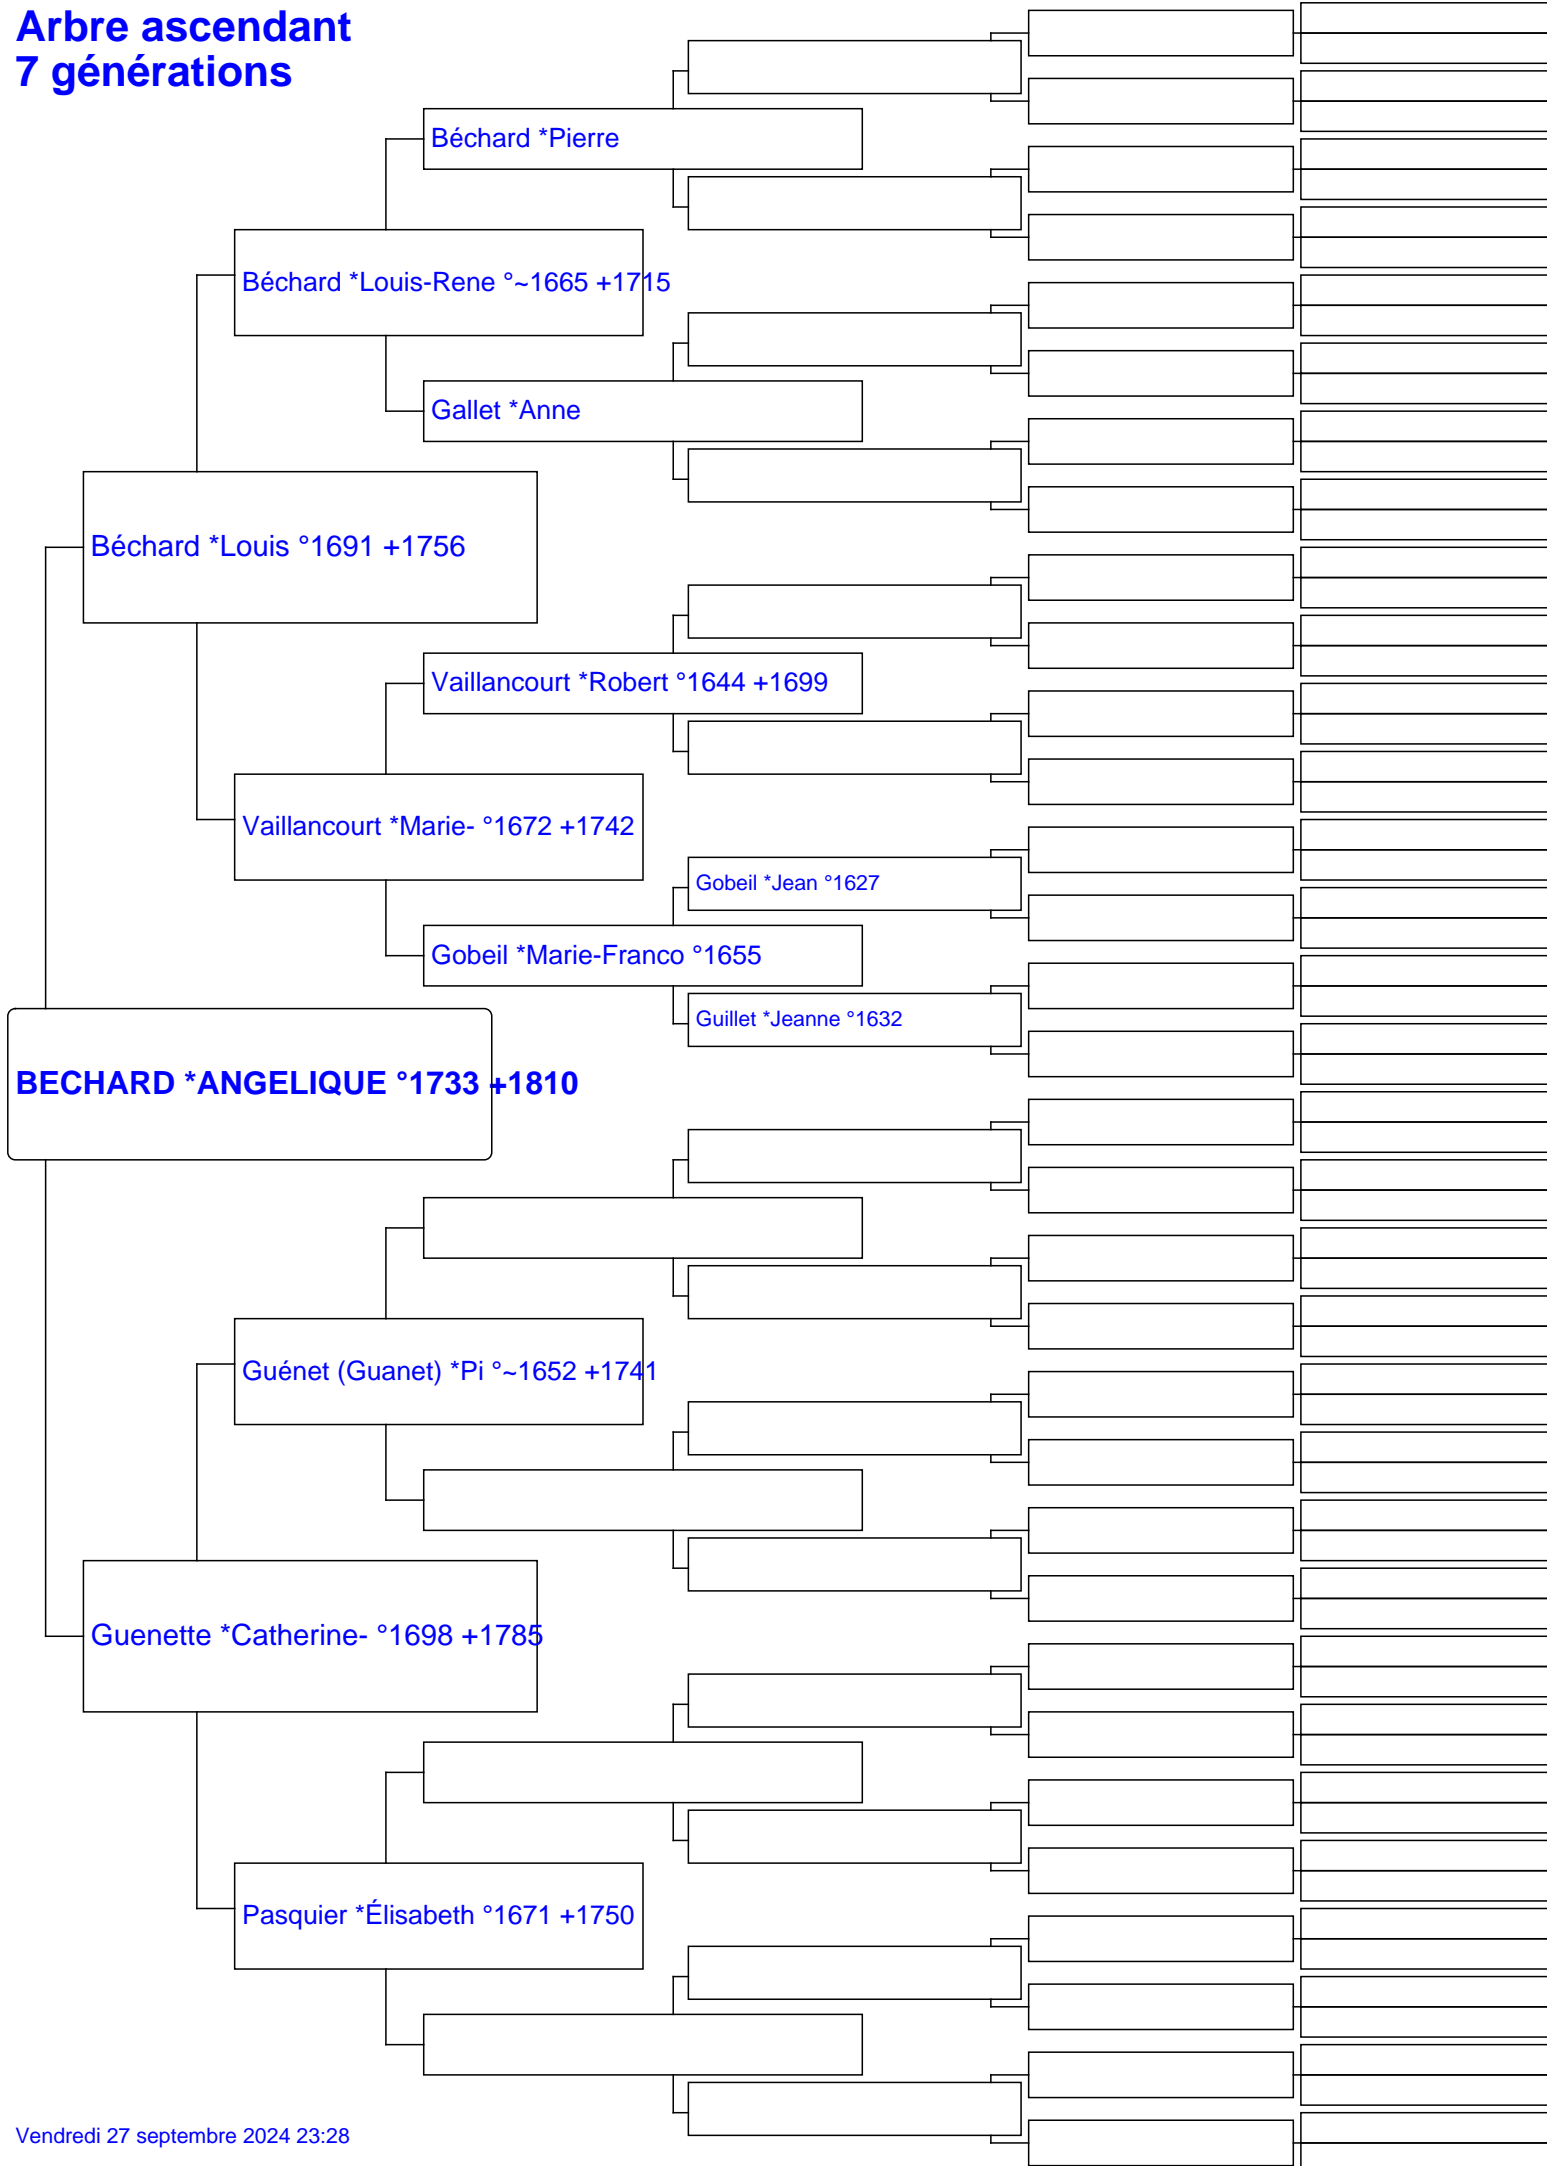 Arbre ascendant
7 générations
Béchard *Pierre
Béchard *Louis-Rene °~1665 +1715
Gallet *Anne
Béchard *Louis °1691 +1756
Vaillancourt *Robert °1644 +1699
Vaillancourt *Marie- °1672 +1742
Gobeil *Jean °1627
Gobeil *Marie-Franco °1655
Guillet *Jeanne °1632
BECHARD *ANGELIQUE °1733 +1810
Guénet (Guanet) *Pi °~1652 +1741
Guenette *Catherine- °1698 +1785
Pasquier *Élisabeth °1671 +1750
Vendredi 27 septembre 2024 23:28